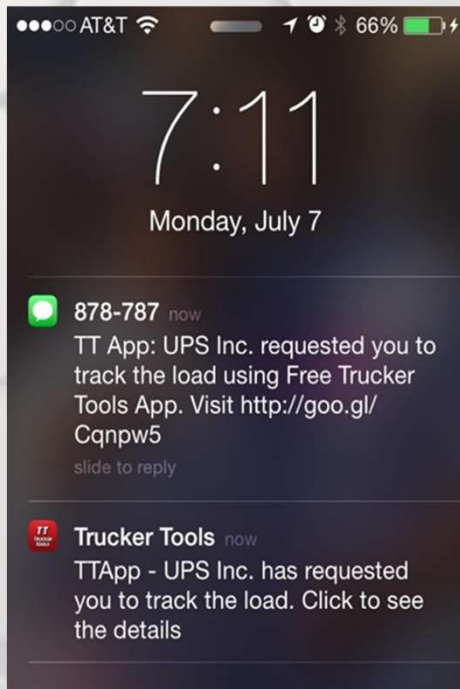 AT&T 66%
7:11
Monday, July 7
878-787 now
TT App: UPS Inc. requested you to
track the load using Free Trucker
Tools App. Visit http://goo.gl/
Cqnpw5
slide to reply
TT
TRUCKER
TOOLS
Trucker Tools now
TTApp - UPS Inc. has requested
you to track the load. Click to see
the details